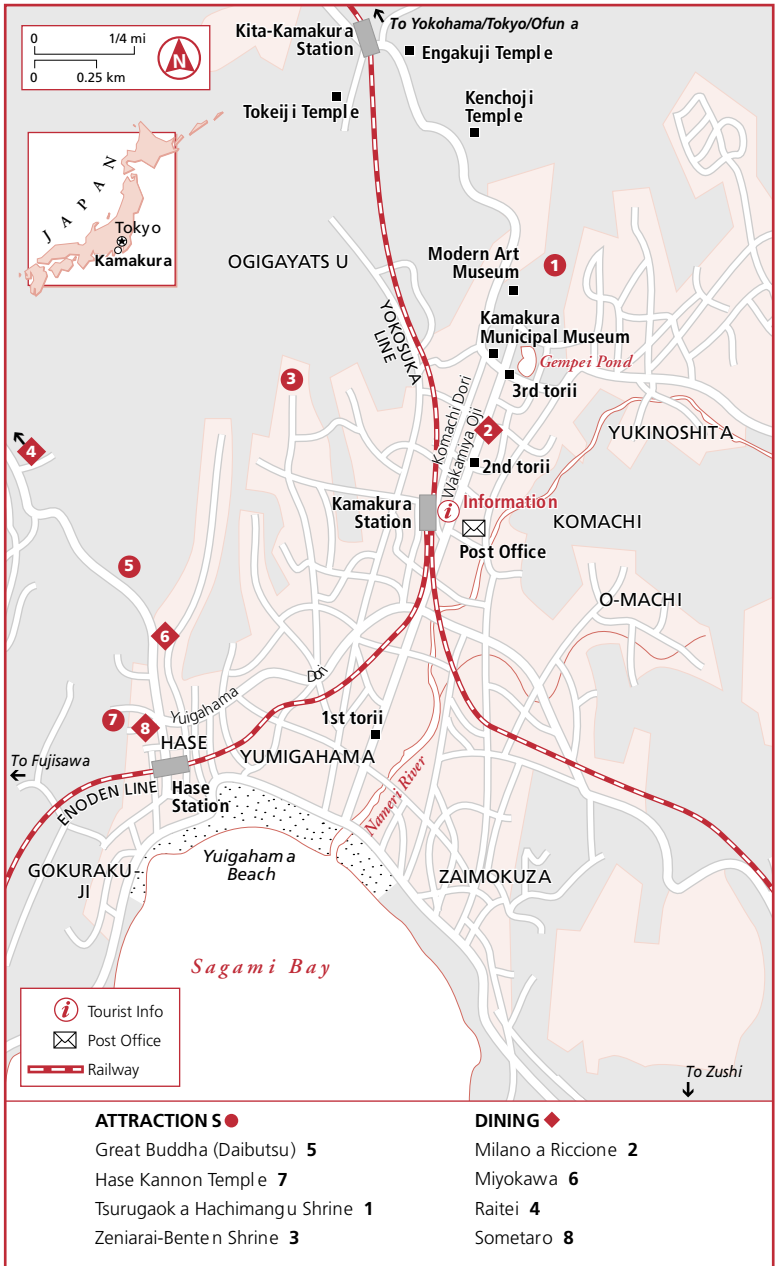 To Yokohama/Tokyo/Ofun a
Kita-Kamakura
Station
0 1/4 mi
0 0.25 km
N
Engakuji Temple
Tokeiji Temple
Kenchoji
Temple
JAPAN
Tokyo
Kamakura
OGIGAYATS U
Modern Art
Museum
1
YOKOSUKA
LINE
Kamakura
Municipal Museum
Gempei Pond
3rd torii
3
Komachi Dori
Wakamiya Oji
2
YUKINOSHITA
4
2nd torii
Kamakura
Station
i
Information
KOMACHI
Post Office
5
O-MACHI
6
Yuigahama Dori
7
8
1st torii
HASE
YUMIGAHAMA
To Fujisawa
ENODEN LINE
Hase
Station
Nameri River
Yuigaham a
Beach
GOKURAKU-
JI
ZAIMOKUZA
Sagami Bay
i Tourist Info
Post Office
Railway
To Zushi
ATTRACTION S
Great Buddha (Daibutsu) 5
Hase Kannon Temple 7
Tsurugaok a Hachimangu Shrine 1
Zeniarai-Benten Shrine 3
DINING
Milano a Riccione 2
Miyokawa 6
Raitei 4
Sometaro 8